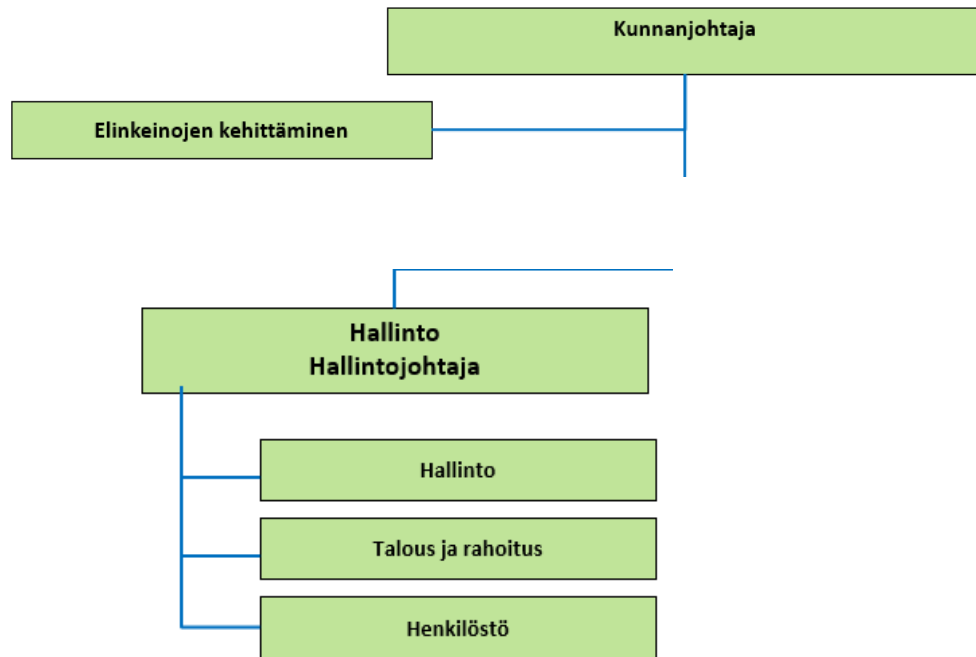 Kunnanjohtaja
Elinkeinojen kehittäminen
Hallinto
Hallintojohtaja
Hallinto
Talous ja rahoitus
Henkilöstö